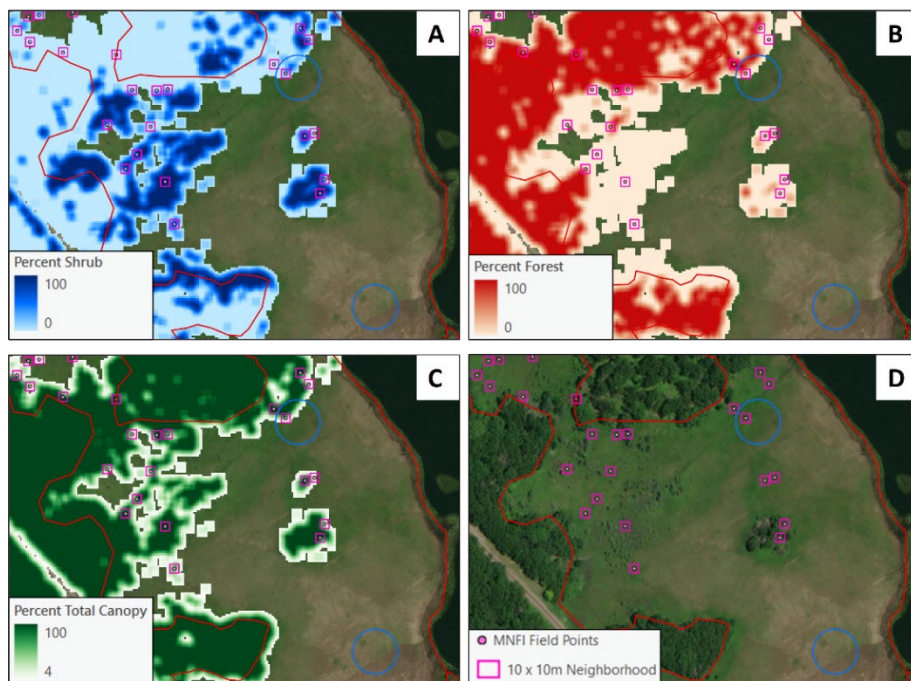 A
Percent Shrub
100
0
B
Percent Forest
100
0
C
Percent Total Canopy
100
4
D
MNFI Field Points
10 x 10m Neighborhood